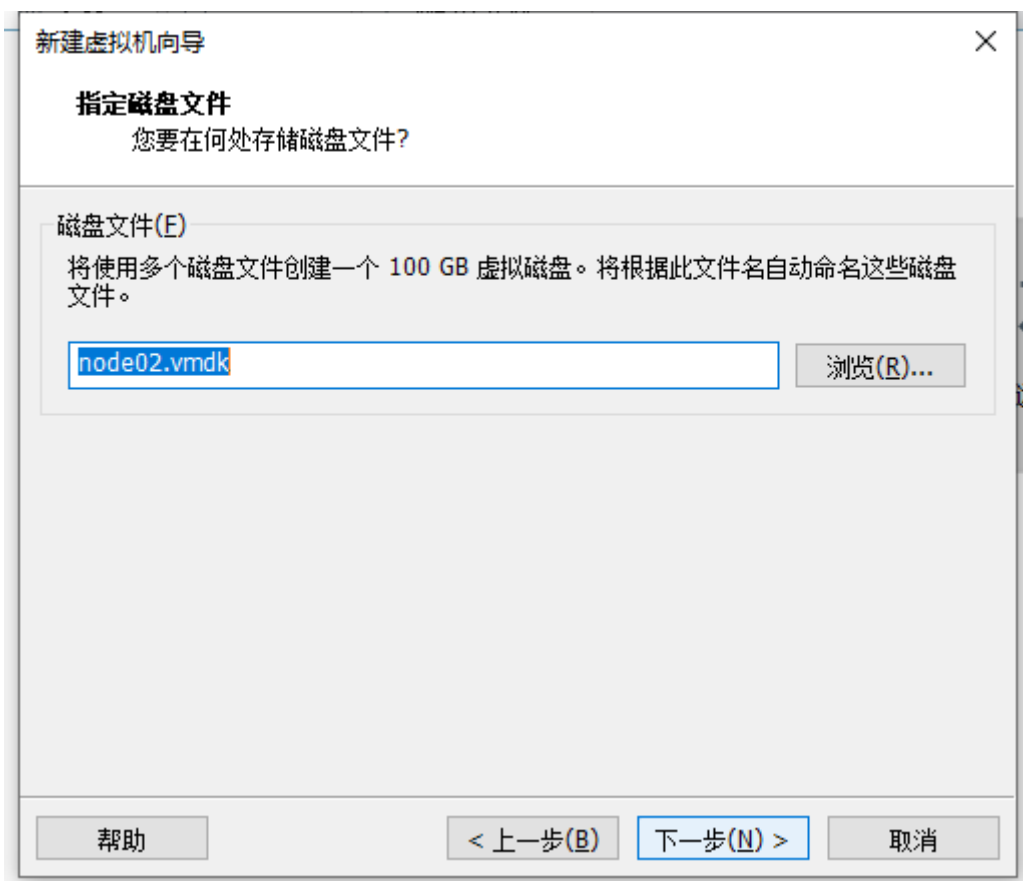 新建虚拟机向导
指定磁盘文件
您要在何处存储磁盘文件?
磁盘文件(F)
将使用多个磁盘文件创建一个 100 GB 虚拟磁盘。将根据此文件名自动命名这些磁盘
文件。
node02.vmdk
浏览(R)...
帮助
< 上一步(B)
下一步(N) >
取消